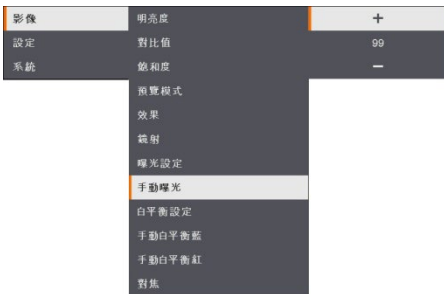 影像
設定
系統
明亮度
對比值
飽和度
預覽模式
效果
鏡射
曝光設定
手動曝光
白平衡設定
手動白平衡藍
手動白平衡紅
對焦
+
99
−